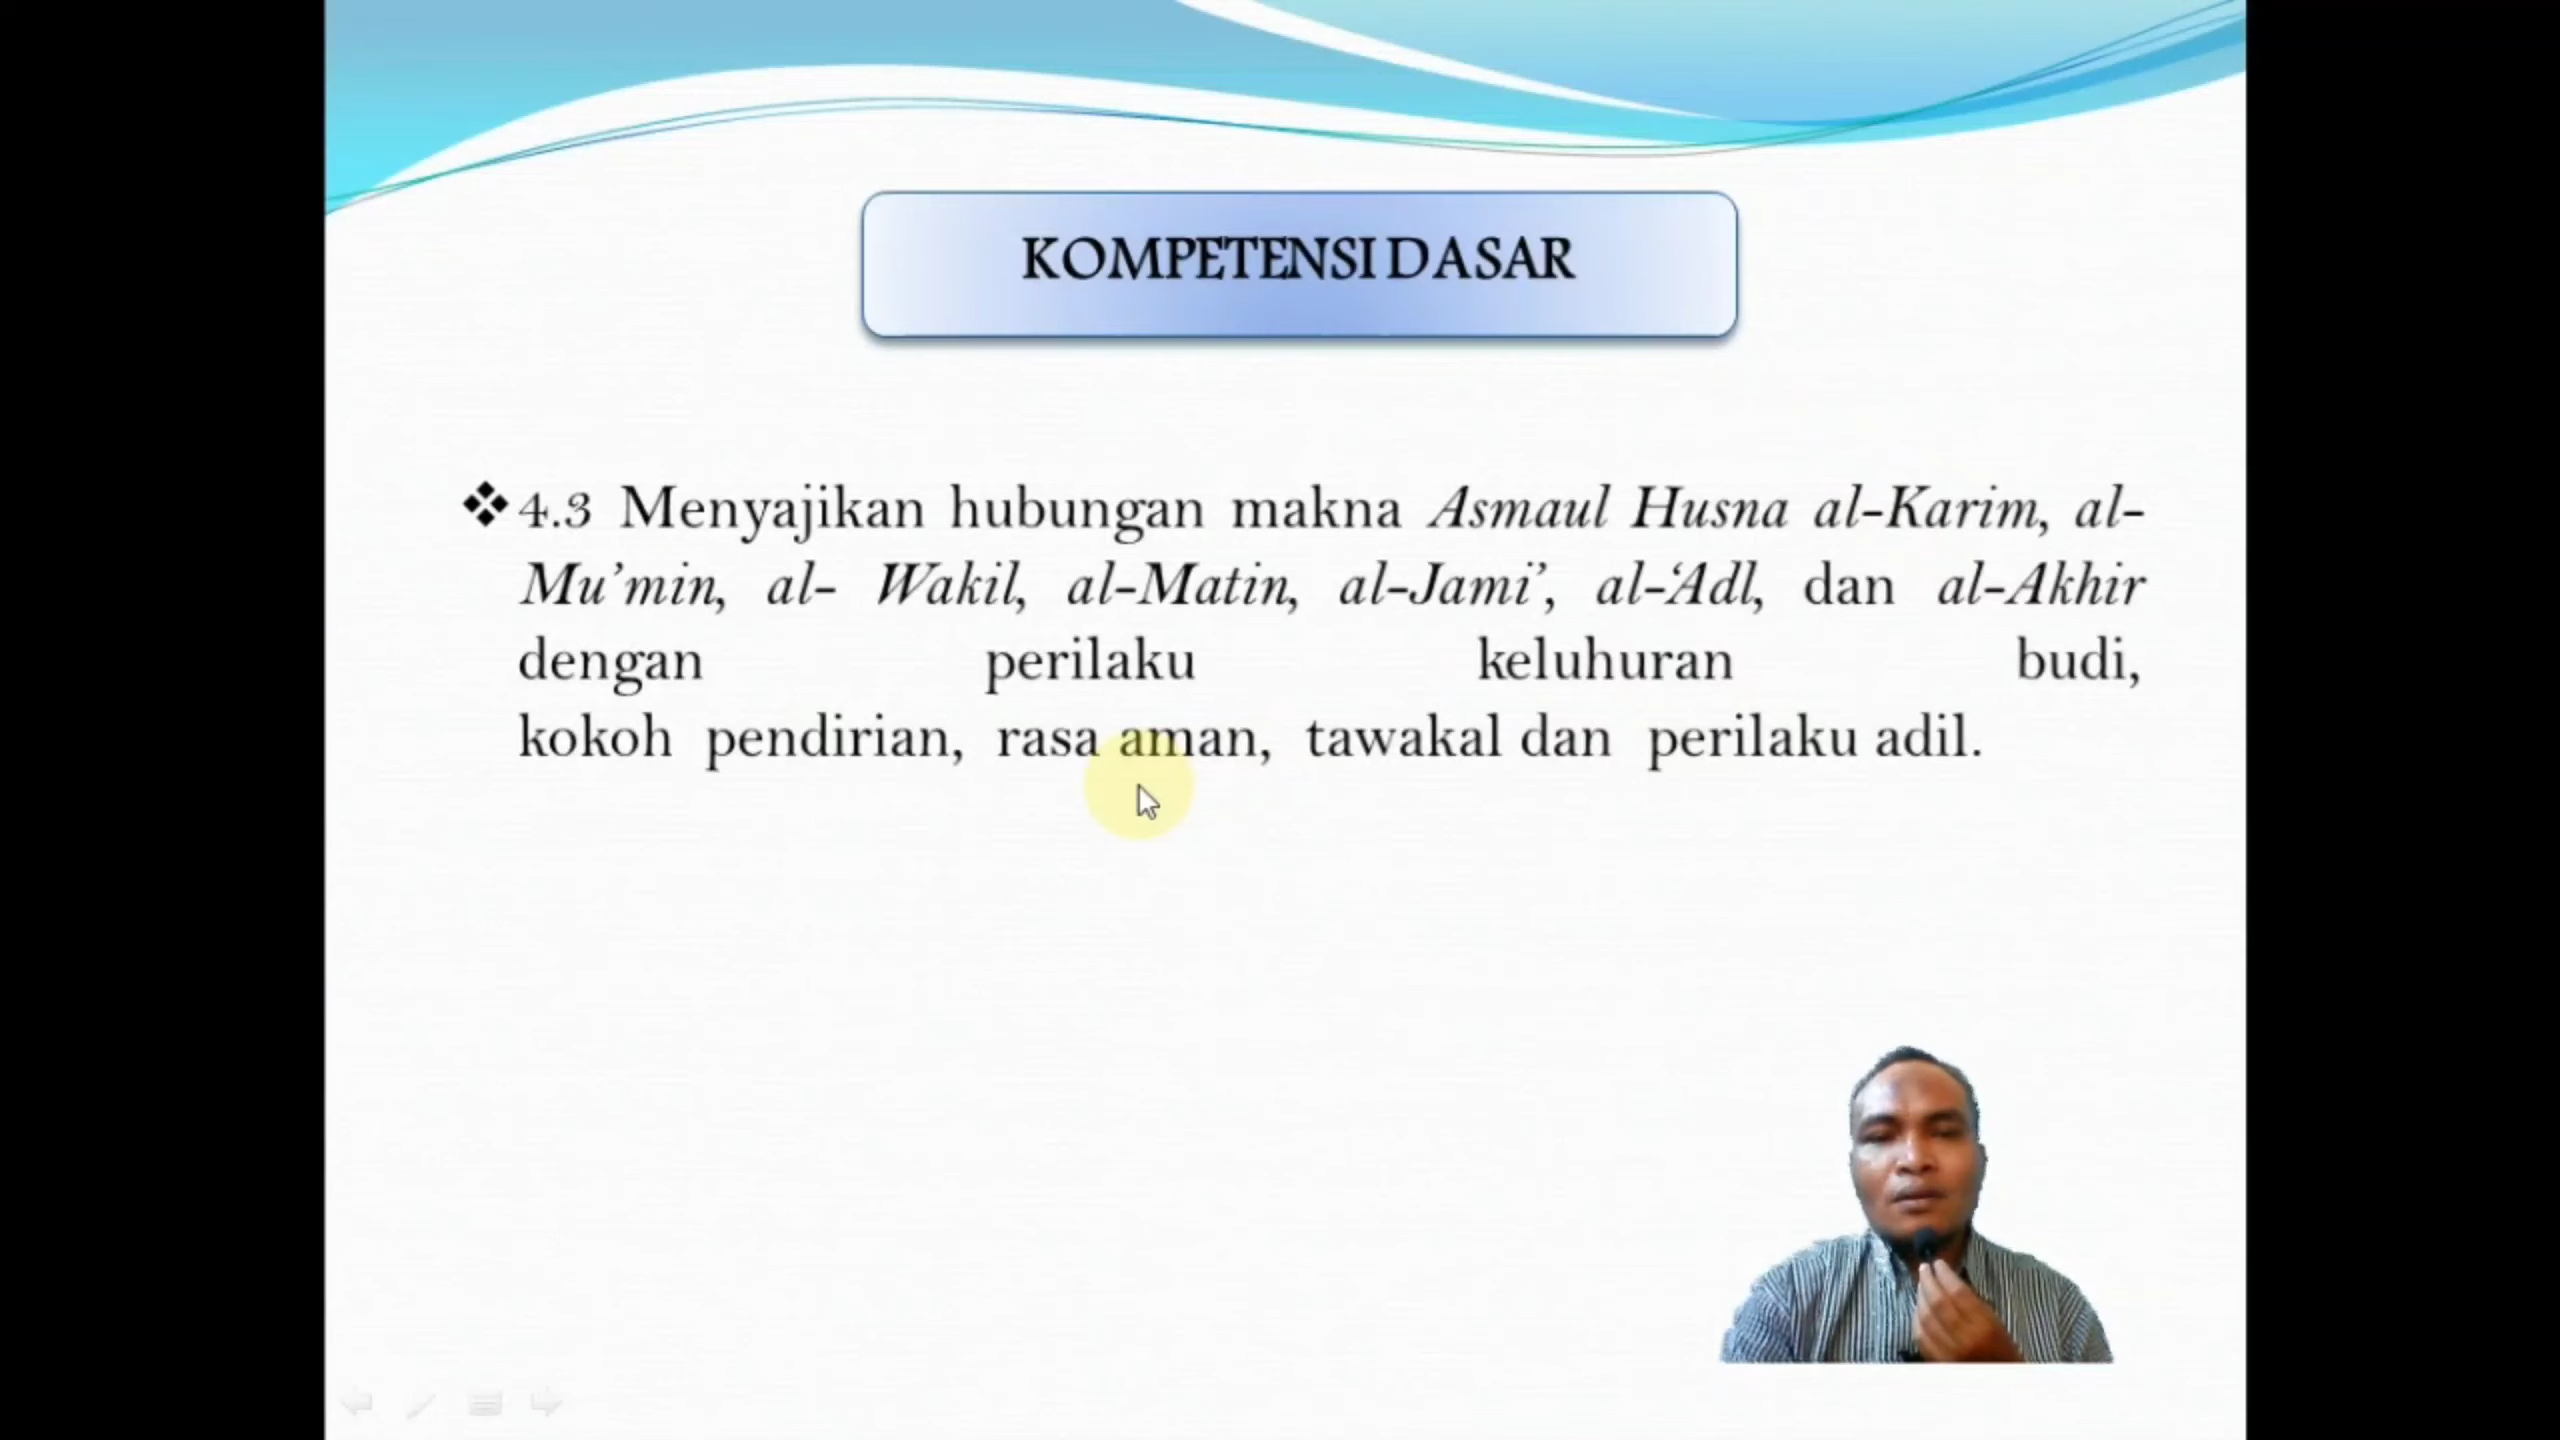 KOMPETENSI DASAR
❖4.3 Menyajikan hubungan makna Asmaul Husna al-Karim, al-
Mu’min, al- Wakil, al-Matin, al-Jami’, al-‘Adl, dan al-Akhir
dengan perilaku keluhuran budi,
kokoh pendirian, rasa aman, tawakal dan perilaku adil.